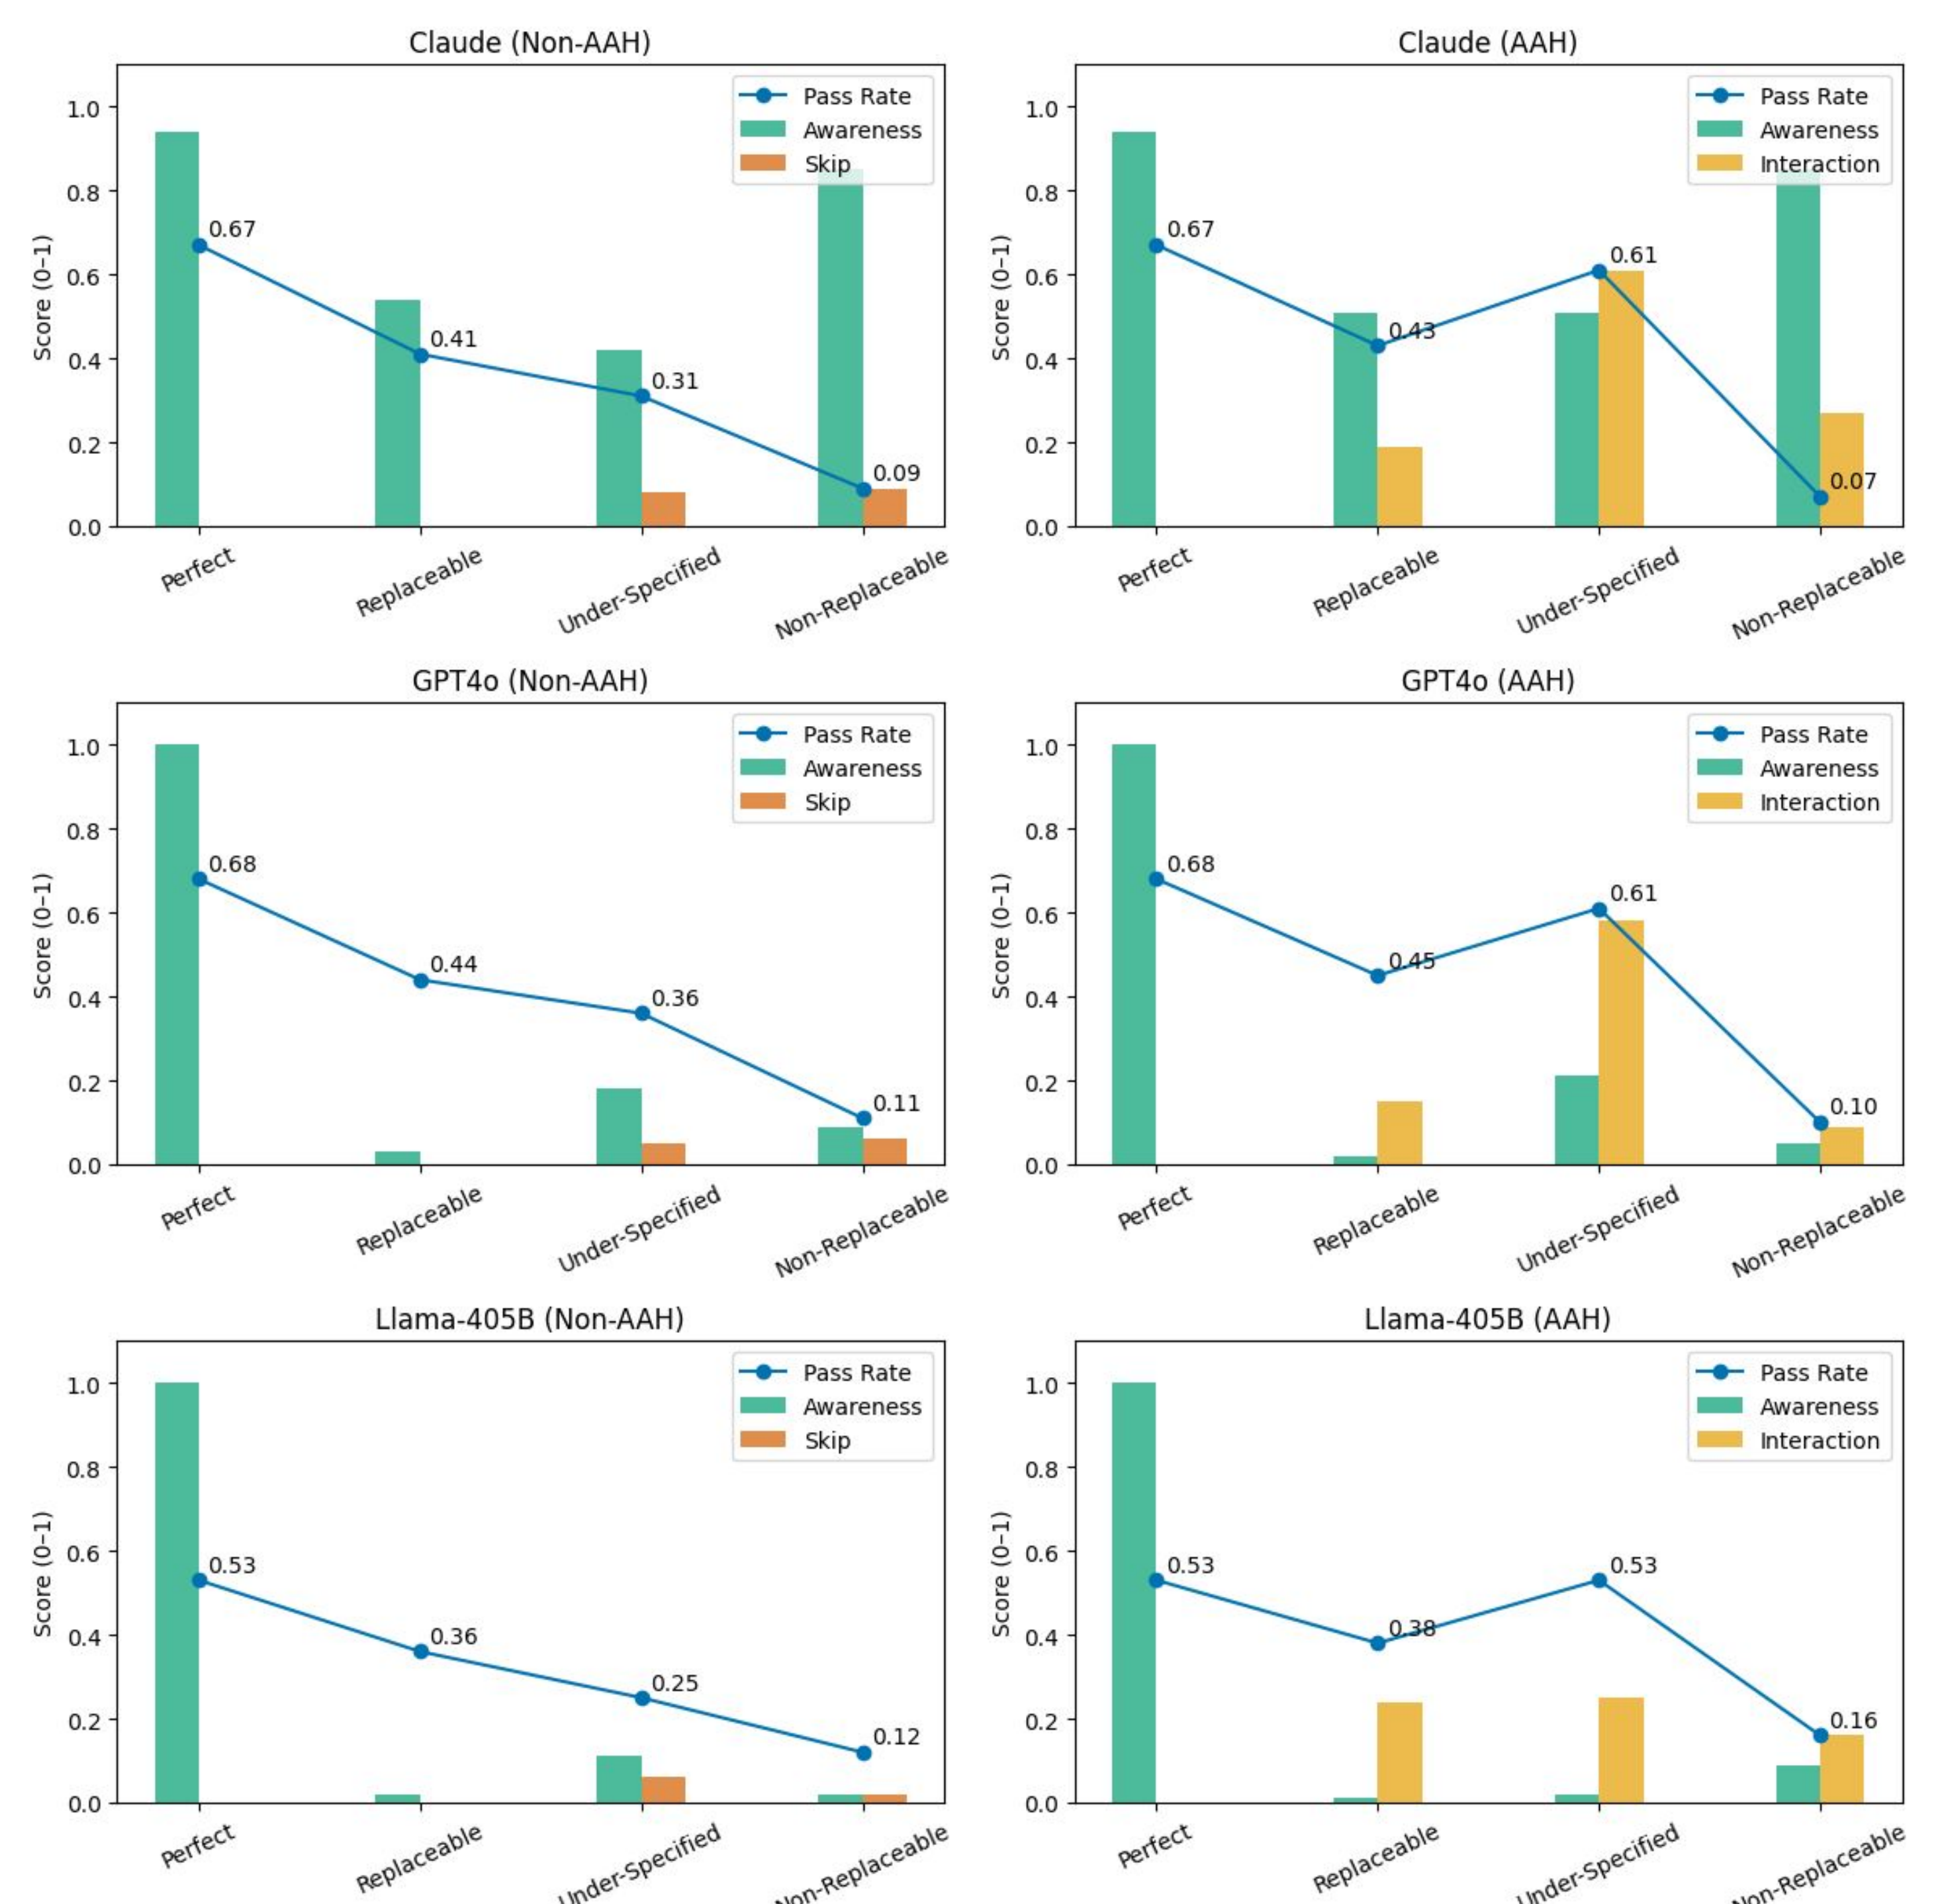 Claude (Non-AAH)
Score (0–1)
1.0
0.8
0.6
0.4
0.2
0.0
Pass Rate
Awareness
Skip
0.67
0.41
0.31
0.09
Perfect
Replaceable
Under-Specified
Non-Replaceable
Claude (AAH)
Score (0–1)
1.0
0.8
0.6
0.4
0.2
0.0
Pass Rate
Awareness
Interaction
0.67
0.43
0.61
0.07
Perfect
Replaceable
Under-Specified
Non-Replaceable
GPT4o (Non-AAH)
Score (0–1)
1.0
0.8
0.6
0.4
0.2
0.0
Pass Rate
Awareness
Skip
0.68
0.44
0.36
0.11
Perfect
Replaceable
Under-Specified
Non-Replaceable
GPT4o (AAH)
Score (0–1)
1.0
0.8
0.6
0.4
0.2
0.0
Pass Rate
Awareness
Interaction
0.68
0.45
0.61
0.10
Perfect
Replaceable
Under-Specified
Non-Replaceable
Llama-405B (Non-AAH)
Score (0–1)
1.0
0.8
0.6
0.4
0.2
0.0
Pass Rate
Awareness
Skip
0.53
0.36
0.25
0.12
Perfect
Replaceable
Under-Specified
Non-Replaceable
Llama-405B (AAH)
Score (0–1)
1.0
0.8
0.6
0.4
0.2
0.0
Pass Rate
Awareness
Interaction
0.53
0.38
0.53
0.16
Perfect
Replaceable
Under-Specified
Non-Replaceable